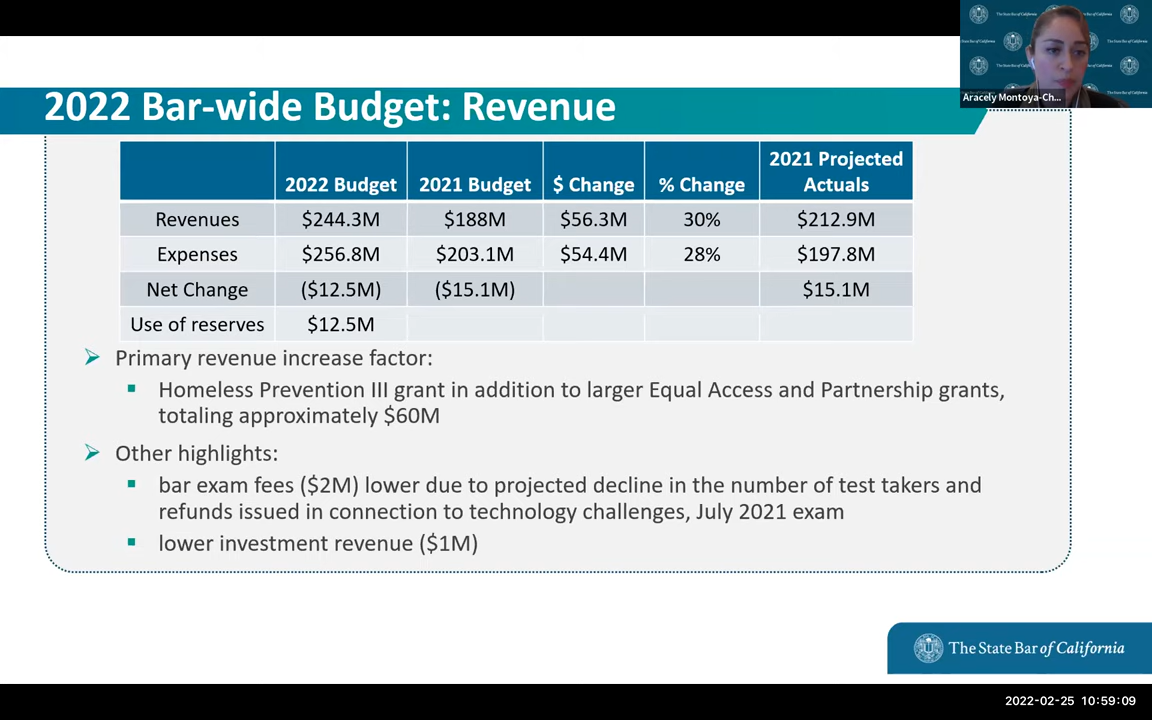 2022 Bar-wide Budget: Revenue
Aracely Montoya-Ch...
2022 Budget 2021 Budget $ Change % Change 2021 Projected Actuals
Revenues $244.3M $188M $56.3M 30% $212.9M
Expenses $256.8M $203.1M $54.4M 28% $197.8M
Net Change ($12.5M) ($15.1M) $15.1M
Use of reserves $12.5M
Primary revenue increase factor:
Homeless Prevention III grant in addition to larger Equal Access and Partnership grants,
totaling approximately $60M
Other highlights:
bar exam fees ($2M) lower due to projected decline in the number of test takers and
refunds issued in connection to technology challenges, July 2021 exam
lower investment revenue ($1M)
The State Bar of California
2022-02-25 10:59:09